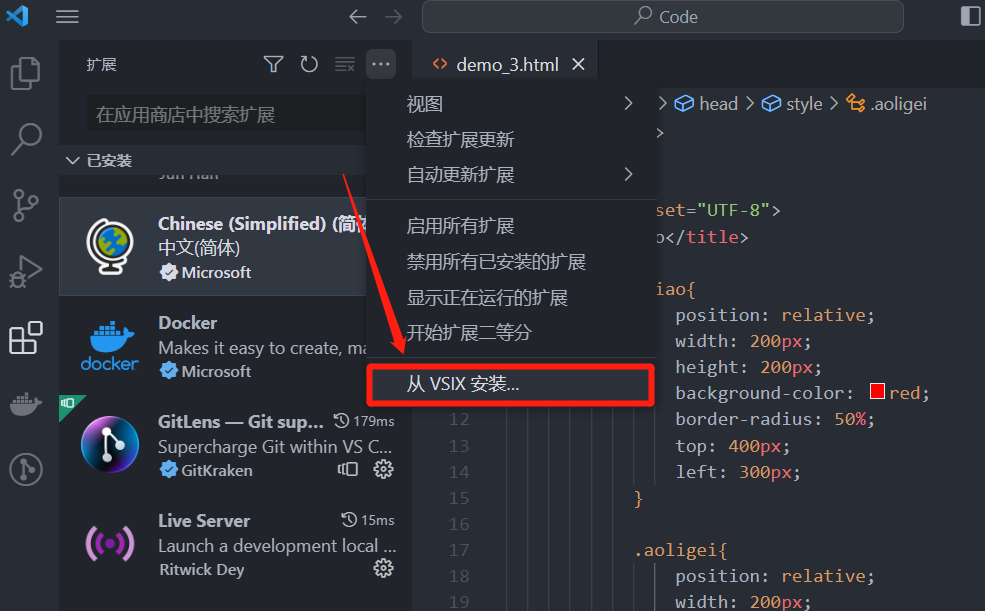 Code
扩展
demo_3.html
在应用商店中搜索扩展
视图
head
style
.aoligei
检查扩展更新
已安装
自动更新扩展
Chinese (Simplified) (简体
中文(简体)
Microsoft
启用所有扩展
set="UTF-8">
o</title>
禁用所有已安装的扩展
显示正在运行的扩展
iao{
Docker
Makes it easy to create, ma
Microsoft
开始扩展二等分
position: relative;
width: 200px;
height: 200px;
从 VSIX 安装...
background-color: red;
GitLens — Git sup...
179ms
Supercharge Git within VS C...
GitKraken
12
border-radius: 50%;
13
top: 400px;
14
left: 300px;
15
}
16
Live Server
15ms
Launch a development local ...
Ritwick Dey
17
.aoligei{
18
position: relative;
19
width: 200px;
docker